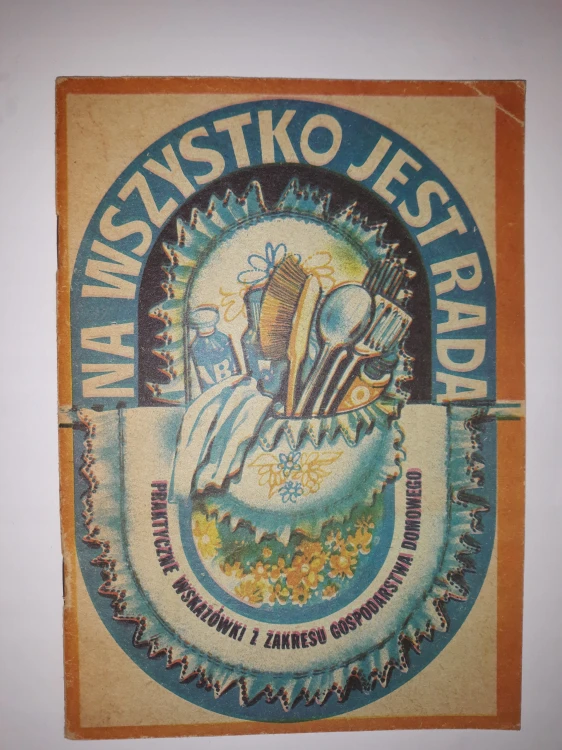 NA WSZYSTKO JEST RADA
PRAKTYCZNE WSKAZÓWKI Z ZAKRESU GOSPODARSTWA DOMOWEGO